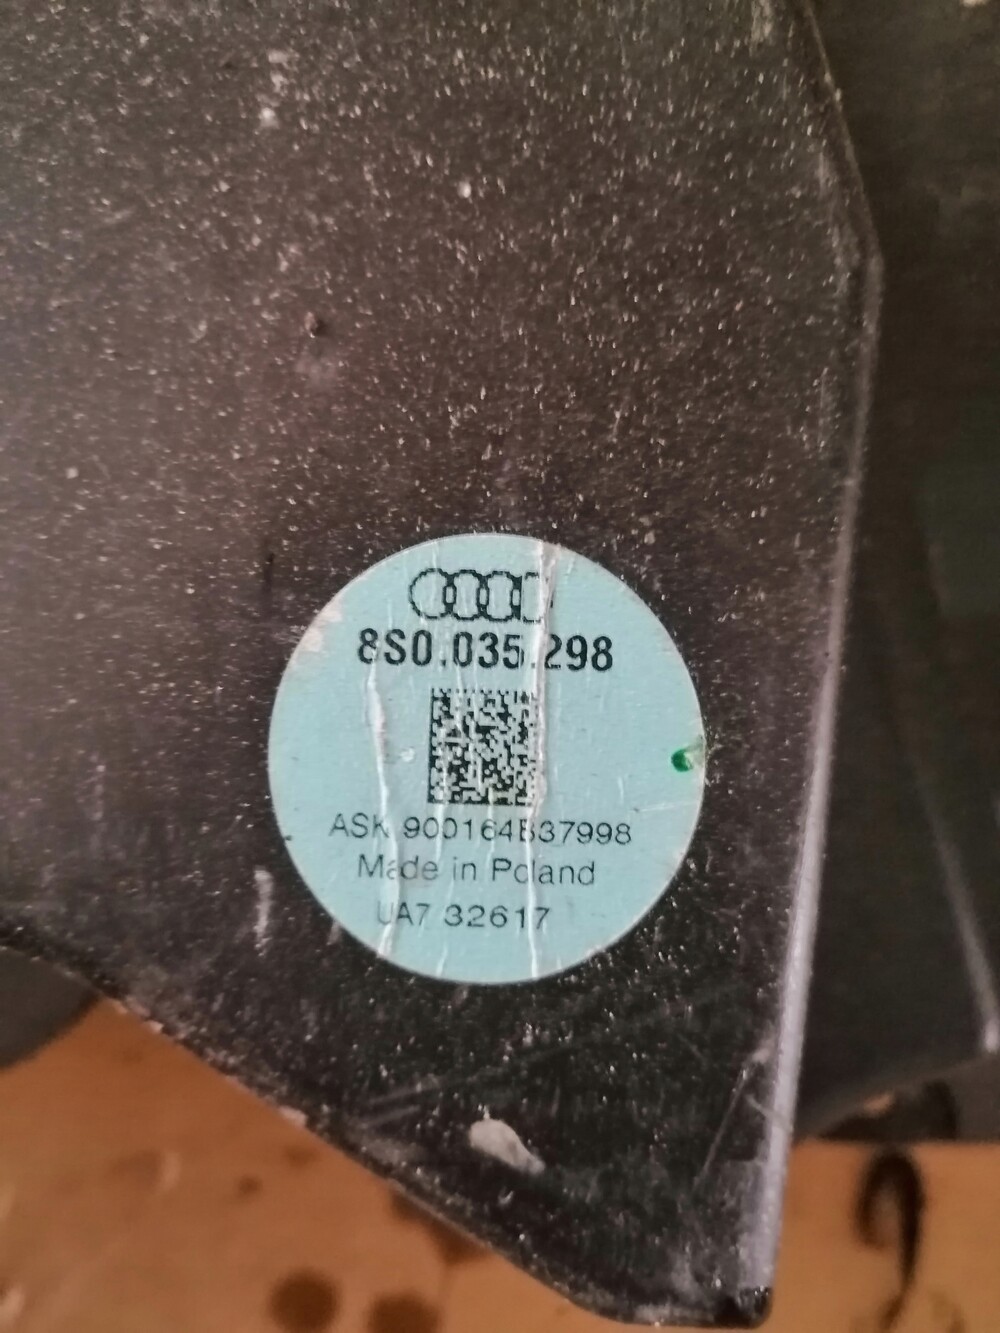 8S0.035.298
ASK 900164B37998
Made in Poland
UA7 32617